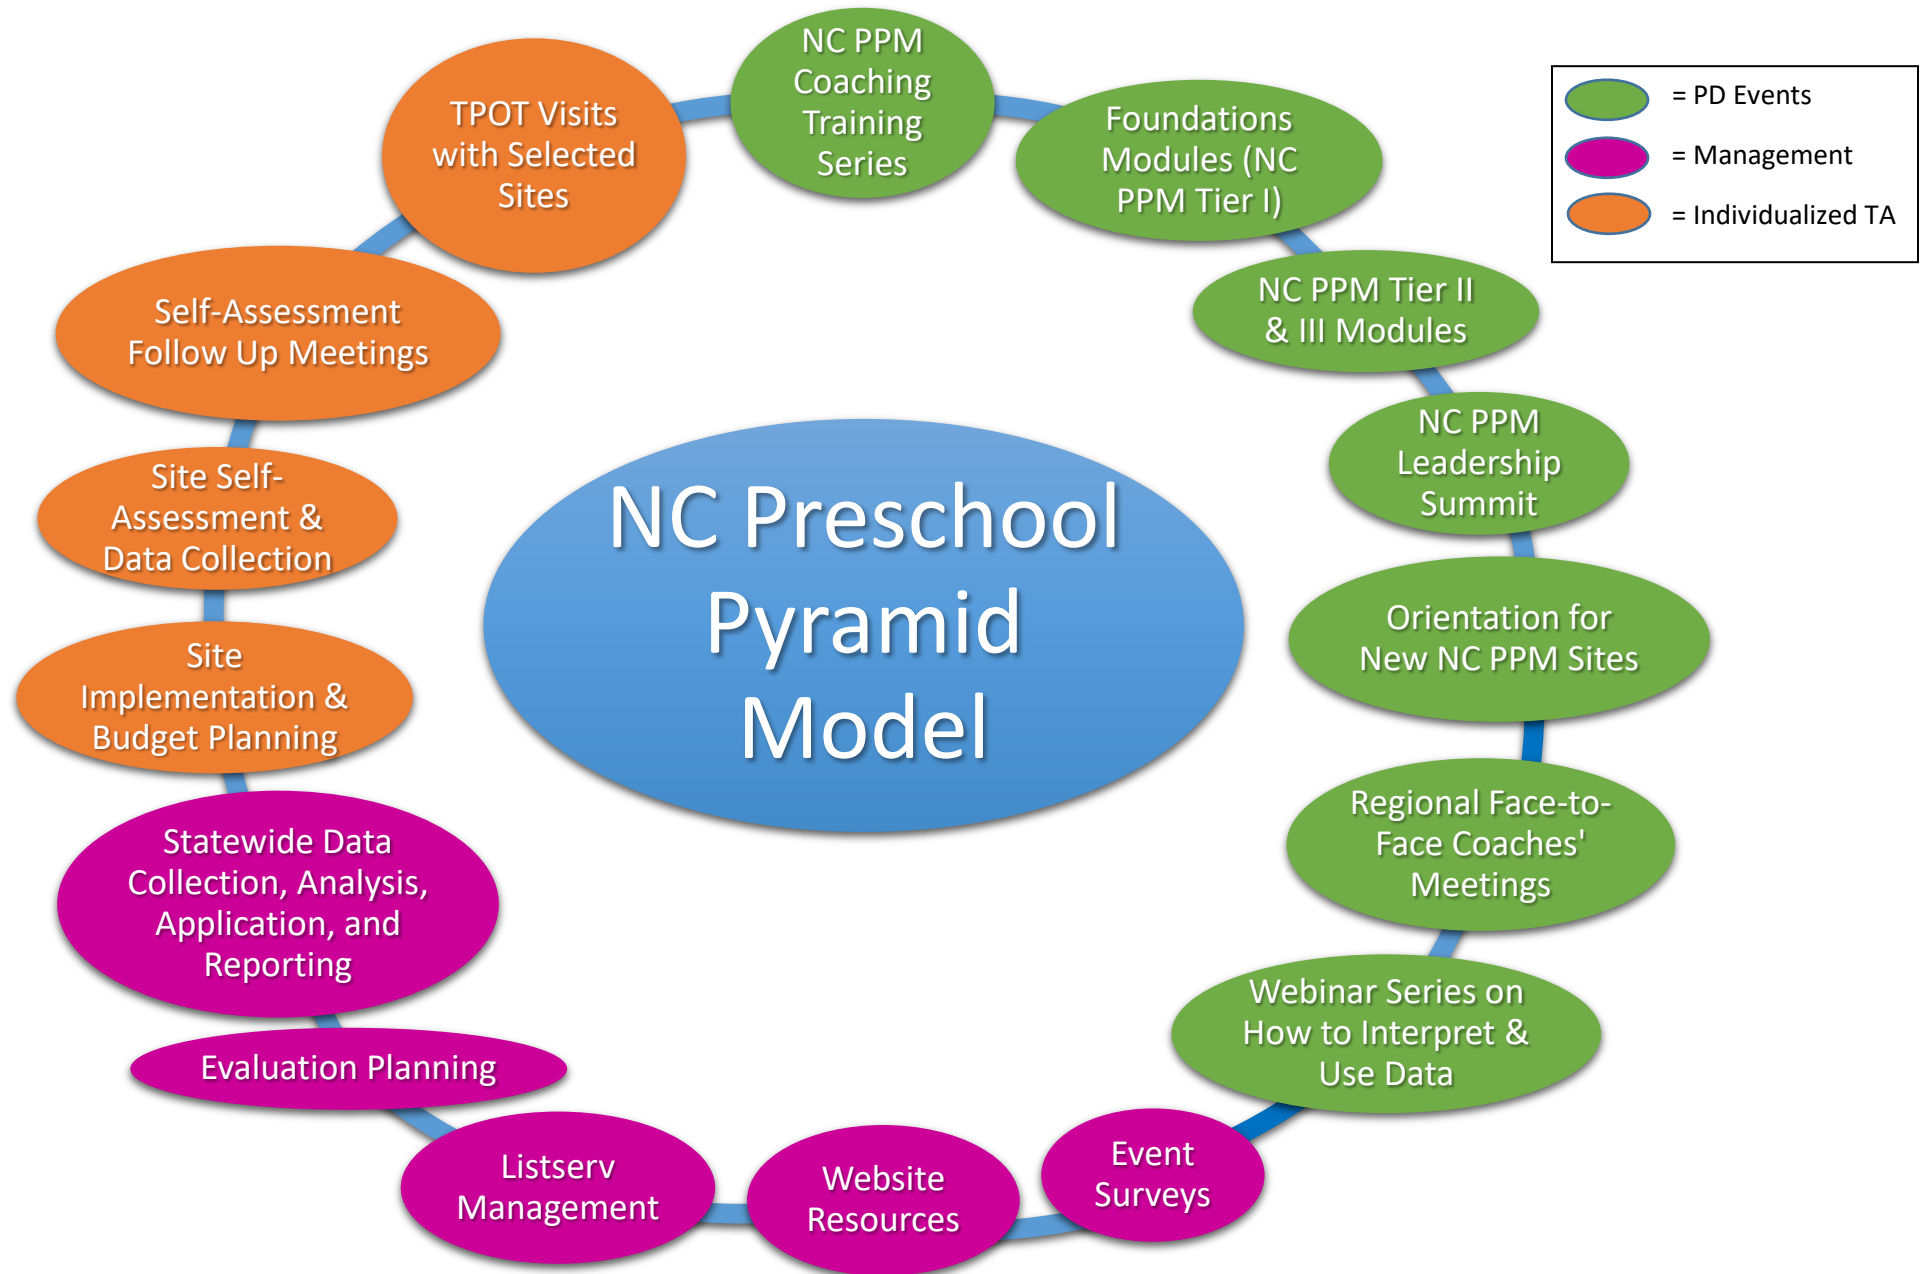 NC PPM
Coaching
Training
Series
Foundations
Modules (NC
PPM Tier I)
NC PPM Tier II
& III Modules
NC PPM
Leadership
Summit
Orientation for
New NC PPM Sites
Regional Face-to-
Face Coaches'
Meetings
Webinar Series on
How to Interpret &
Use Data
Event
Surveys
Website
Resources
Listserv
Management
Evaluation Planning
Statewide Data
Collection, Analysis,
Application, and
Reporting
Site
Implementation &
Budget Planning
Site Self-
Assessment &
Data Collection
Self-Assessment
Follow Up Meetings
TPOT Visits
with Selected
Sites
NC Preschool
Pyramid
Model
= PD Events
= Management
= Individualized TA